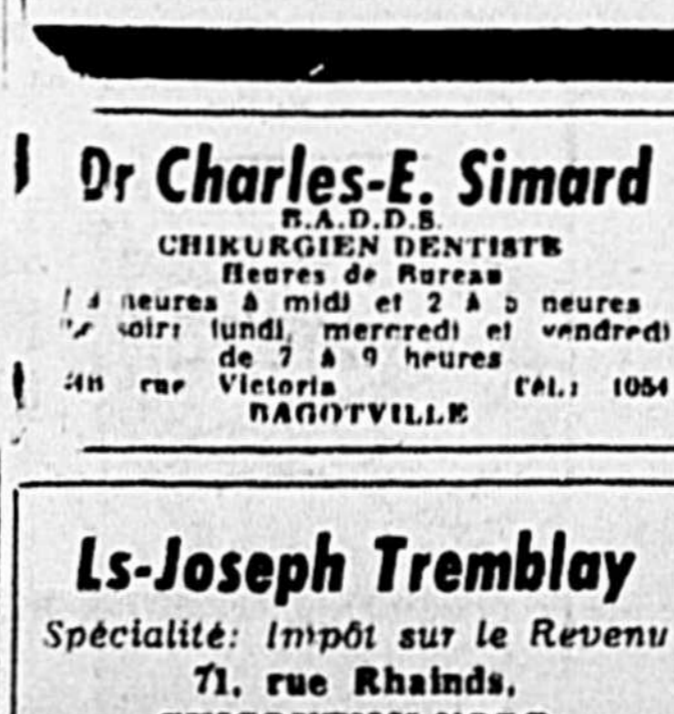 Dr Charles-E. Simard
B.A.D.D.S.
CHIRURGIEN DENTISTE
Heures de Bureau
heures à midi et 2 à 5 heures
soir: lundi, mercredi et vendredi
de 7 à 9 heures
rue Victoria Tél.: 1054
BAGOTVILLE
Ls-Joseph Tremblay
Spécialité: Impôt sur le Revenu
71, rue Rhainds,